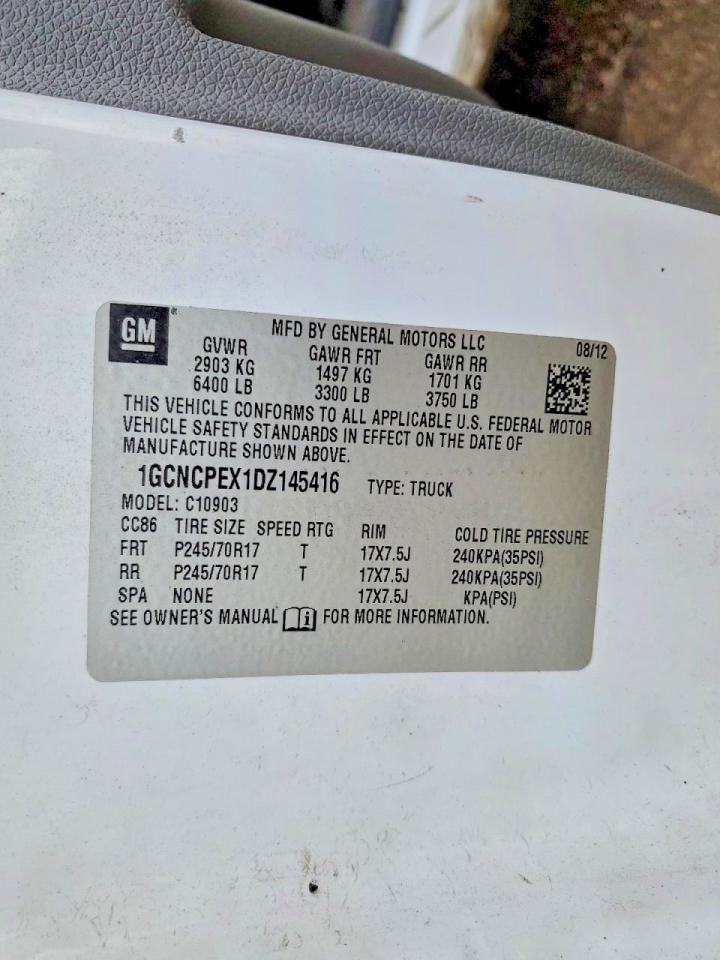 GM®
MFD BY GENERAL MOTORS LLC 08/12
GVWR GAWR FRT GAWR RR
2903 KG 1497 KG 1701 KG
6400 LB 3300 LB 3750 LB
THIS VEHICLE CONFORMS TO ALL APPLICABLE U.S. FEDERAL MOTOR
VEHICLE SAFETY STANDARDS IN EFFECT ON THE DATE OF
MANUFACTURE SHOWN ABOVE.
1GCNCPEX1DZ145416 TYPE: TRUCK
MODEL: C10903
CC86 TIRE SIZE SPEED RTG RIM COLD TIRE PRESSURE
FRT P245/70R17 T 17X7.5J 240KPA(35PSI)
RR P245/70R17 T 17X7.5J 240KPA(35PSI)
SPA NONE 17X7.5J KPA(PSI)
SEE OWNER'S MANUAL i FOR MORE INFORMATION.